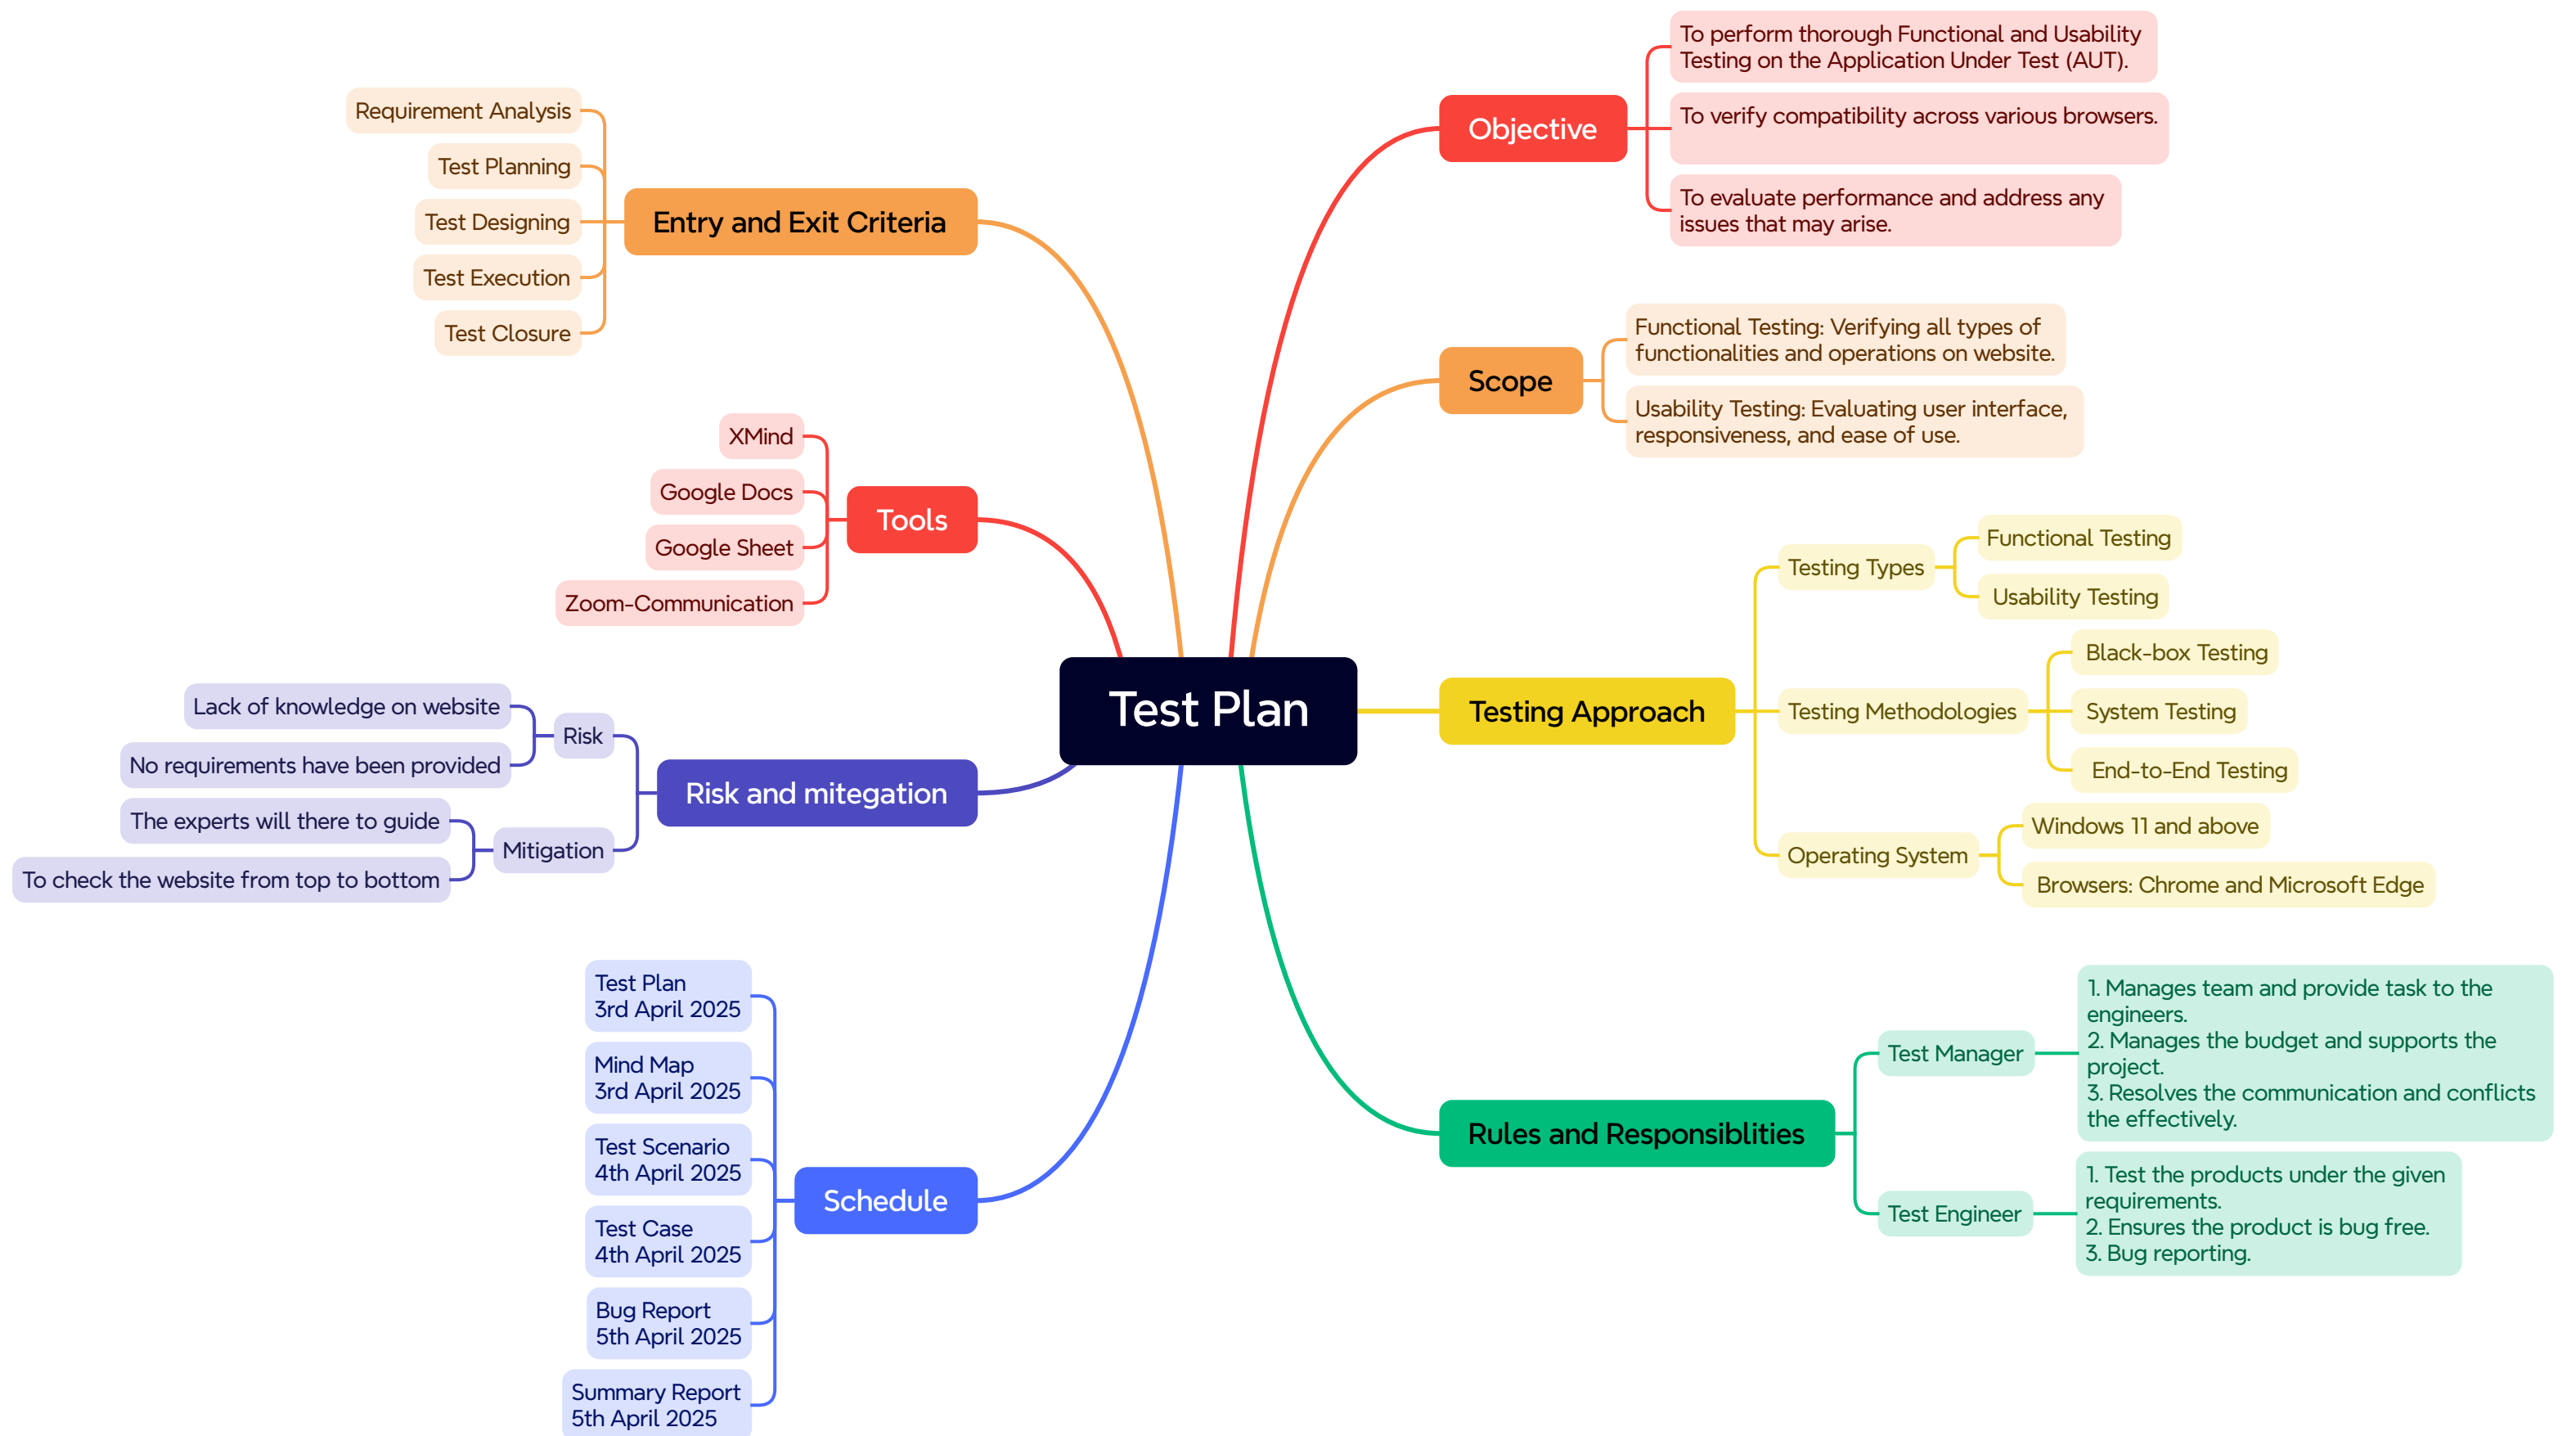 Test Plan
Objective
To perform thorough Functional and Usability
Testing on the Application Under Test (AUT).
To verify compatibility across various browsers.
To evaluate performance and address any
issues that may arise.
Scope
Functional Testing: Verifying all types of
functionalities and operations on website.
Usability Testing: Evaluating user interface,
responsiveness, and ease of use.
Testing Approach
Testing Types
Functional Testing
Usability Testing
Testing Methodologies
Black-box Testing
System Testing
End-to-End Testing
Operating System
Windows 11 and above
Browsers: Chrome and Microsoft Edge
Rules and Responsiblities
Test Manager
1. Manages team and provide task to the
engineers.
2. Manages the budget and supports the
project.
3. Resolves the communication and conflicts
the effectively.
Test Engineer
1. Test the products under the given
requirements.
2. Ensures the product is bug free.
3. Bug reporting.
Entry and Exit Criteria
Requirement Analysis
Test Planning
Test Designing
Test Execution
Test Closure
Tools
XMind
Google Docs
Google Sheet
Zoom-Communication
Risk and mitegation
Risk
Lack of knowledge on website
No requirements have been provided
Mitigation
The experts will there to guide
To check the website from top to bottom
Schedule
Test Plan
3rd April 2025
Mind Map
3rd April 2025
Test Scenario
4th April 2025
Test Case
4th April 2025
Bug Report
5th April 2025
Summary Report
5th April 2025